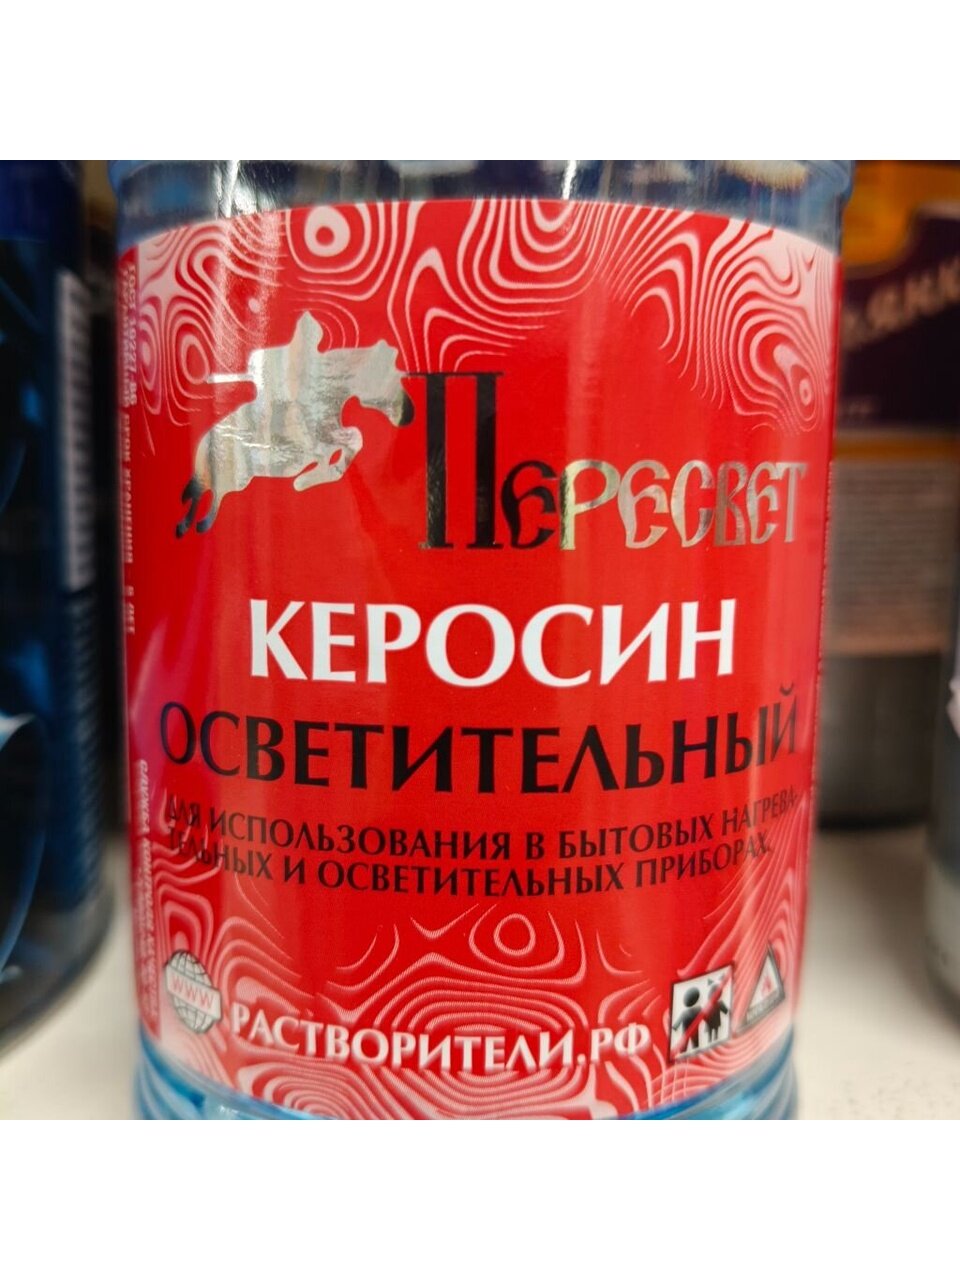 Пересвет
КЕРОСИН
ОСВЕТИТЕЛЬНЫЙ
ДЛЯ ИСПОЛЬЗОВАНИЯ В БЫТОВЫХ НАГРЕВА-
ТЕЛЬНЫХ И ОСВЕТИТЕЛЬНЫХ ПРИБОРАХ.
WWW
РАСТВОРИТЕЛИ.РФ